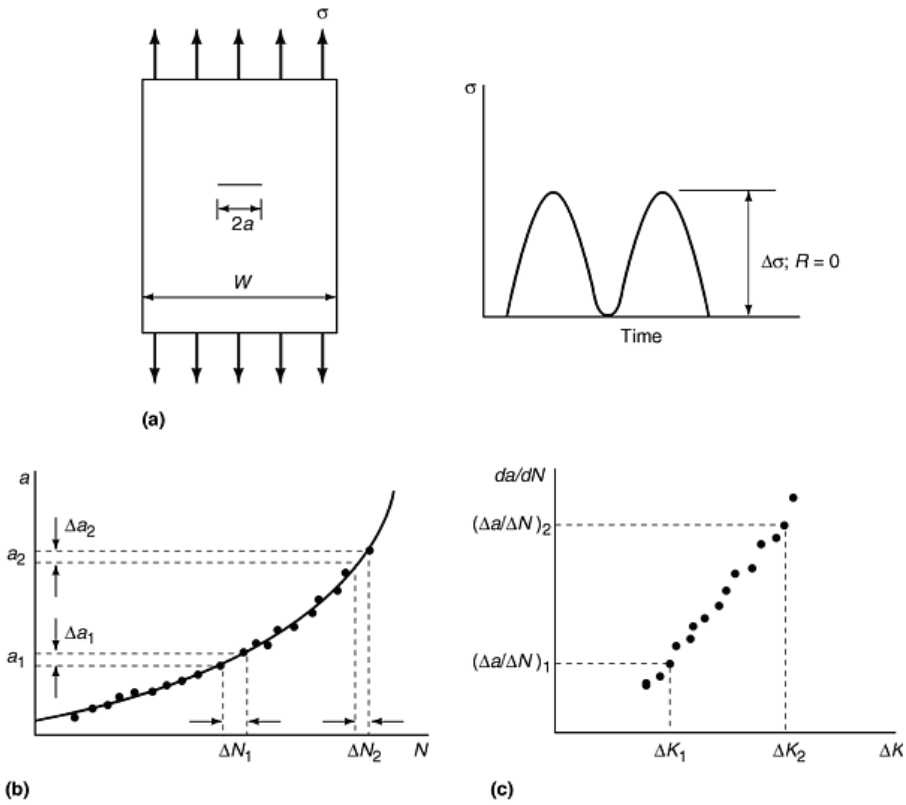 σ
2a
W
(a)
σ
Δσ; R = 0
Time
a
Δa₂
a₂
Δa₁
a₁
ΔN₁
ΔN₂
N
(b)
da/dN
(Δa/ΔN)₂
(Δa/ΔN)₁
ΔK₁
ΔK₂
ΔK
(c)